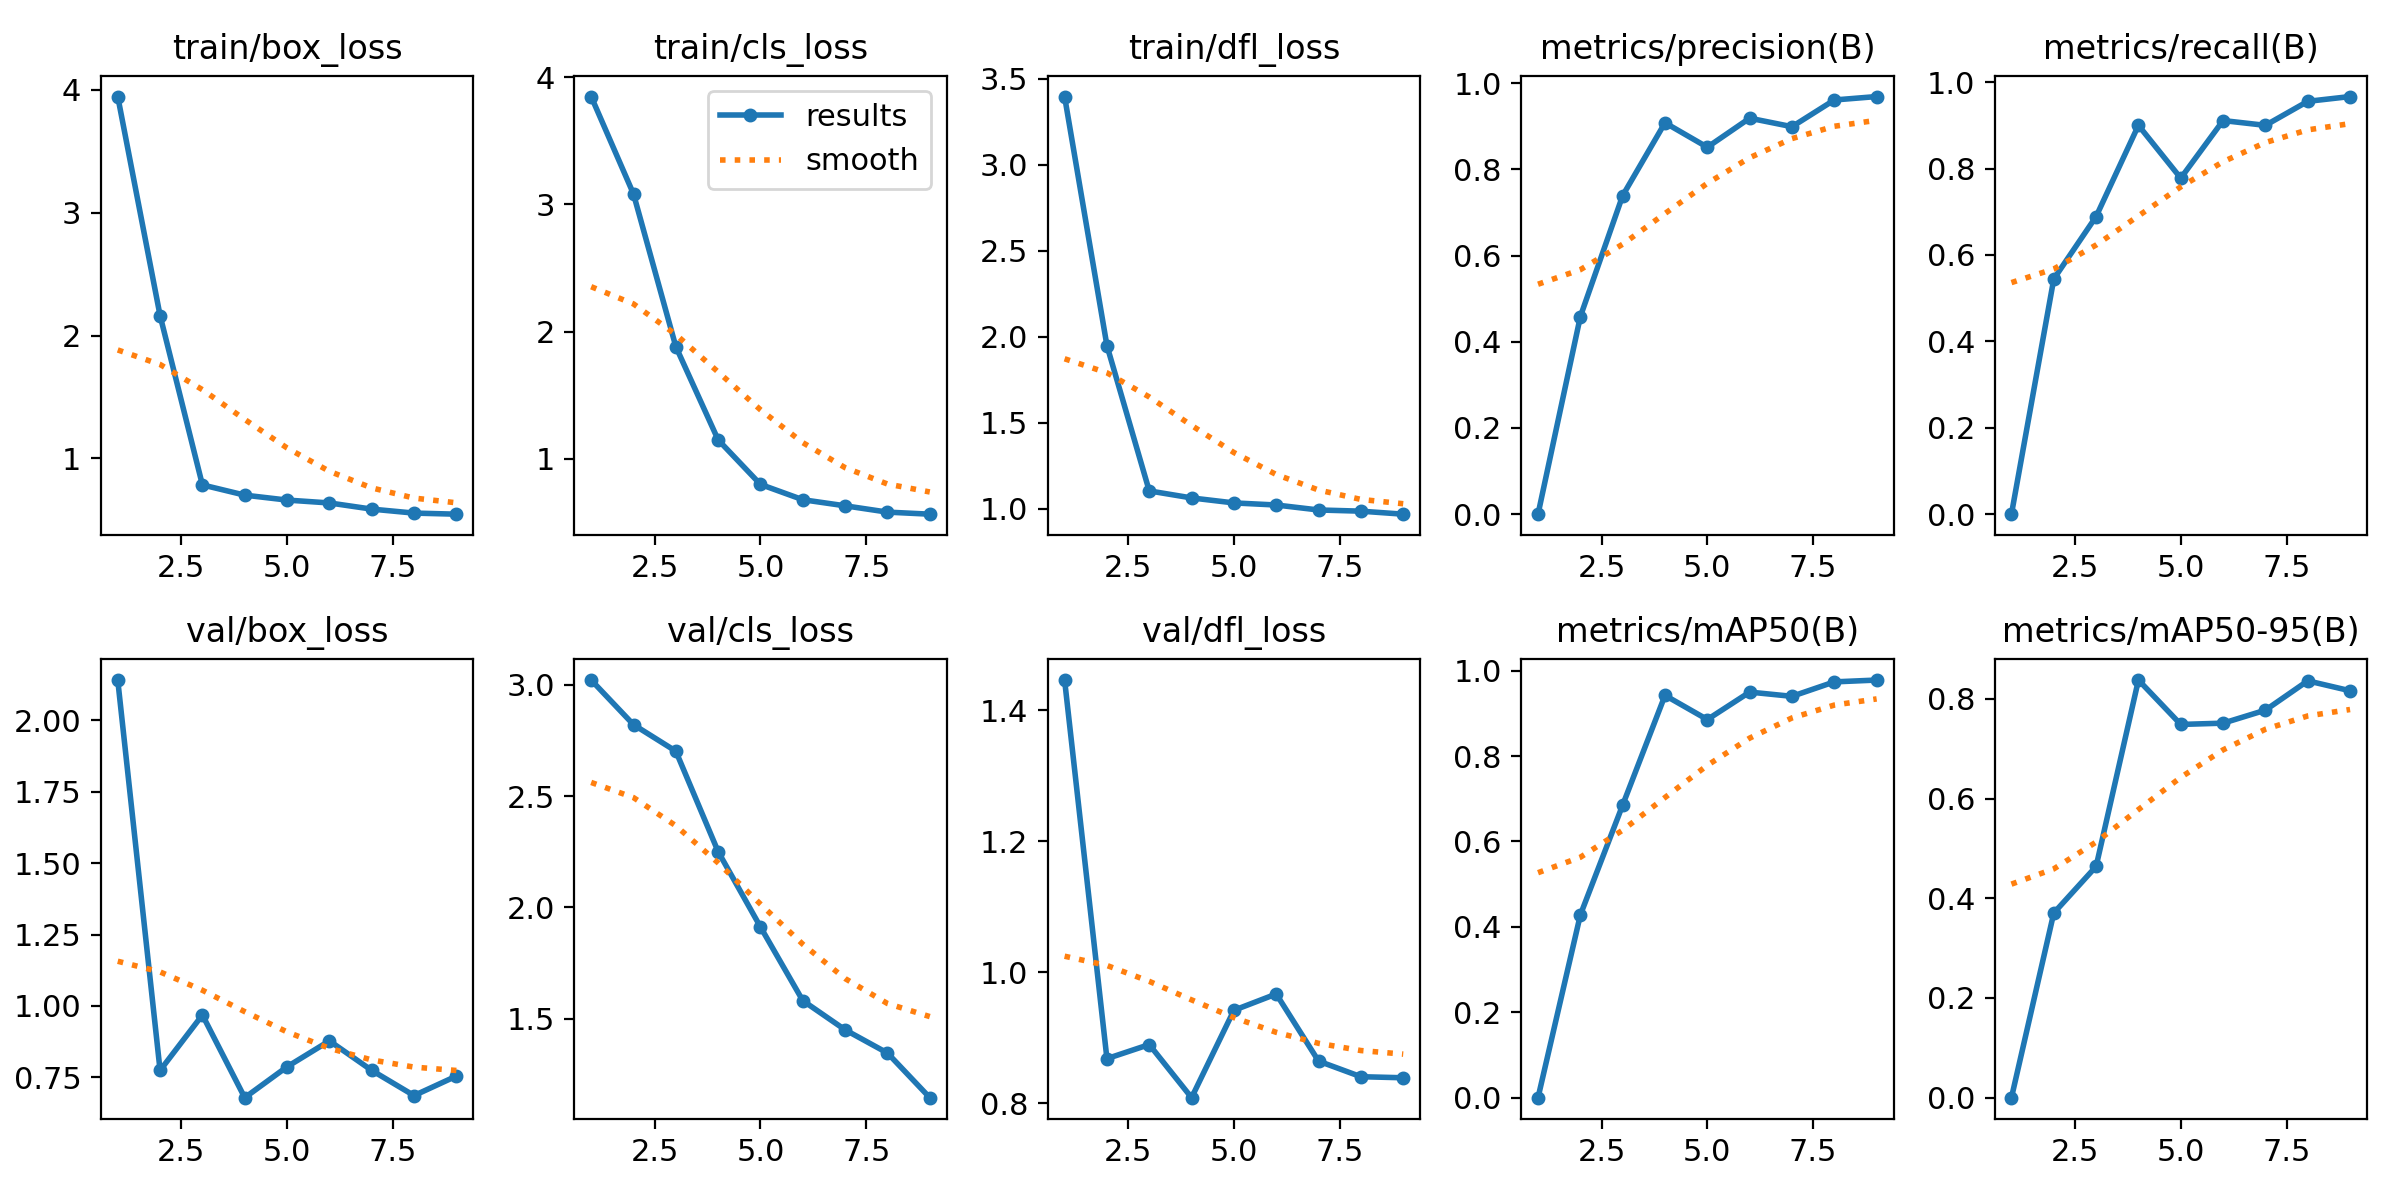 train/box_loss
4
3
2
1
2.5 5.0 7.5
train/cls_loss
results
smooth
4
3
2
1
2.5 5.0 7.5
train/dfl_loss
3.5
3.0
2.5
2.0
1.5
1.0
2.5 5.0 7.5
metrics/precision(B)
1.0
0.8
0.6
0.4
0.2
0.0
2.5 5.0 7.5
metrics/recall(B)
1.0
0.8
0.6
0.4
0.2
0.0
2.5 5.0 7.5
val/box_loss
2.00
1.75
1.50
1.25
1.00
0.75
2.5 5.0 7.5
val/cls_loss
3.0
2.5
2.0
1.5
2.5 5.0 7.5
val/dfl_loss
1.4
1.2
1.0
0.8
2.5 5.0 7.5
metrics/mAP50(B)
1.0
0.8
0.6
0.4
0.2
0.0
2.5 5.0 7.5
metrics/mAP50-95(B)
0.8
0.6
0.4
0.2
0.0
2.5 5.0 7.5